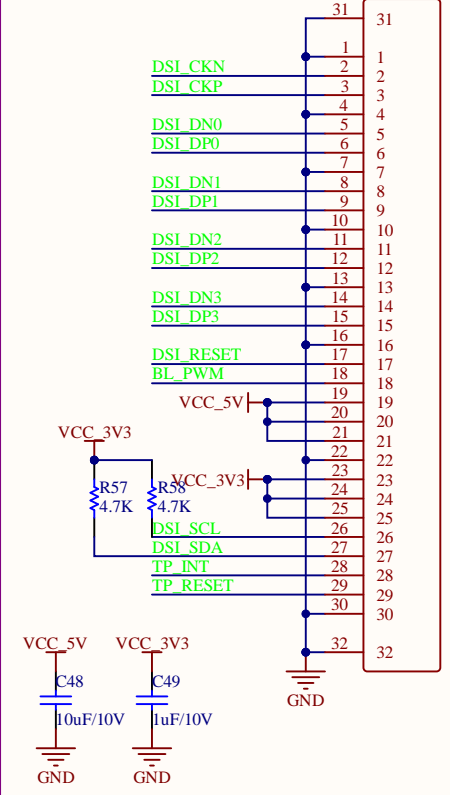 31 31
1 1
DSI_CKN 2 2
DSI_CKP 3 3
4 4
DSI_DN0 5 5
DSI_DP0 6 6
7 7
DSI_DN1 8 8
DSI_DP1 9 9
10 10
DSI_DN2 11 11
DSI_DP2 12 12
13 13
DSI_DN3 14 14
DSI_DP3 15 15
16 16
DSI_RESET 17 17
BL_PWM 18 18
VCC_5V 19 19
20 20
21 21
VCC_3V3 22 22
VCC_3V3 23 23
R57 R58 24 24
4.7K 4.7K 25 25
DSI_SCL 26 26
DSI_SDA 27 27
TP_INT 28 28
TP_RESET 29 29
30 30
VCC_5V VCC_3V3 32 32
C48 C49
GND
10uF/10V 1uF/10V
GND GND